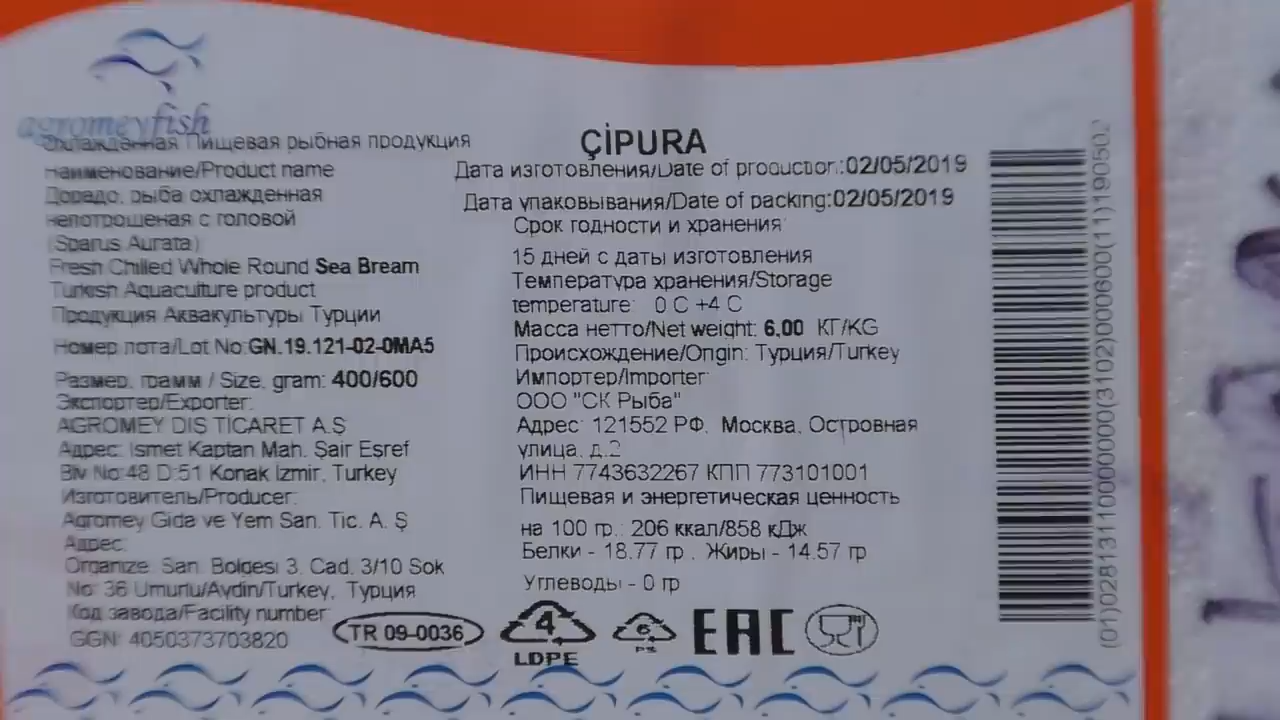 agromeyfish
Охлажденная Пищевая рыбная продукция
Наименование/Product name
Дорадо, рыба охлажденная
непотрошеная с головой
(Sparus Aurata)
Fresh Chilled Whole Round Sea Bream
Turkish Aquaculture product
Продукция Аквакультуры Турции
Номер лота/Lot No:GN.19.121-02-0MA5
Размер, грамм / Size, gram: 400/600
Экспортер/Exporter:
AGROMEY DIŞ TİCARET A.Ş
Адрес: Ismet Kaptan Mah. Şair Eşref
Blv No:48 D:51 Konak Izmir, Turkey
Изготовитель/Producer:
Agromey Gida ve Yem San. Tic. A. Ş
Адрес:
Organize. San. Bolgesi 3. Cad. 3/10 Sok
No: 36 Umurlu/Aydin/Turkey, Турция
Код завода/Facility number:
GGN: 4050373703820
TR 09-0036
ÇİPURA
Дата изготовления/Date of production:02/05/2019
Дата упаковывания/Date of packing:02/05/2019
Срок годности и хранения
15 дней с даты изготовления
Температура хранения/Storage
temperature: 0 C +4 C
Масса нетто/Net weight: 6.00 КГ/KG
Происхождение/Origin: Турция/Turkey
Импортер/Importer:
ООО "СК Рыба"
Адрес: 121552 РФ, Москва, Островная
улица, д.2
ИНН 7743632267 КПП 773101001
Пищевая и энергетическая ценность
на 100 гр.: 206 ккал/858 кДж
Белки - 18.77 гр., Жиры - 14.57 гр
Углеводы - 0 гр
4
LDPE
6
PS
EAC
(01)02813110000000(3102)000600(11)190502